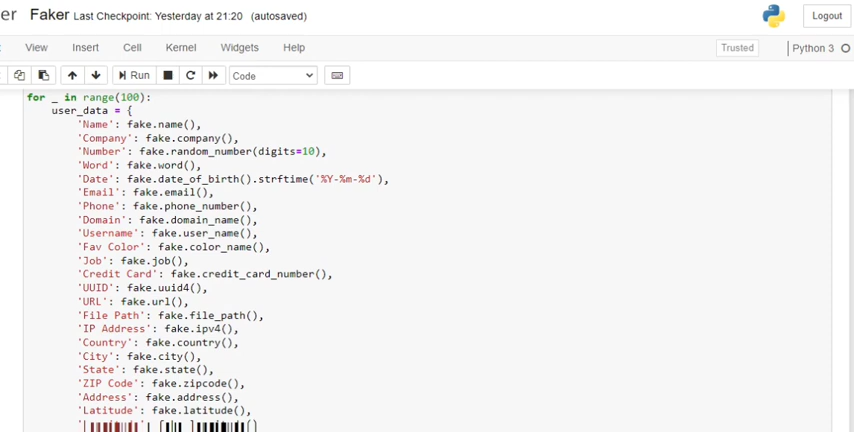 er Faker Last Checkpoint: Yesterday at 21:20 (autosaved)
Logout
View Insert Cell Kernel Widgets Help
Trusted Python 3
Run Code
for _ in range(100):
user_data = {
'Name': fake.name(),
'Company': fake.company(),
'Number': fake.random_number(digits=10),
'Word': fake.word(),
'Date': fake.date_of_birth().strftime('%Y-%m-%d'),
'Email': fake.email(),
'Phone': fake.phone_number(),
'Domain': fake.domain_name(),
'Username': fake.user_name(),
'Fav Color': fake.color_name(),
'Job': fake.job(),
'Credit Card': fake.credit_card_number(),
'UUID': fake.uuid4(),
'URL': fake.url(),
'File Path': fake.file_path(),
'IP Address': fake.ipv4(),
'Country': fake.country(),
'City': fake.city(),
'State': fake.state(),
'ZIP Code': fake.zipcode(),
'Address': fake.address(),
'Latitude': fake.latitude(),